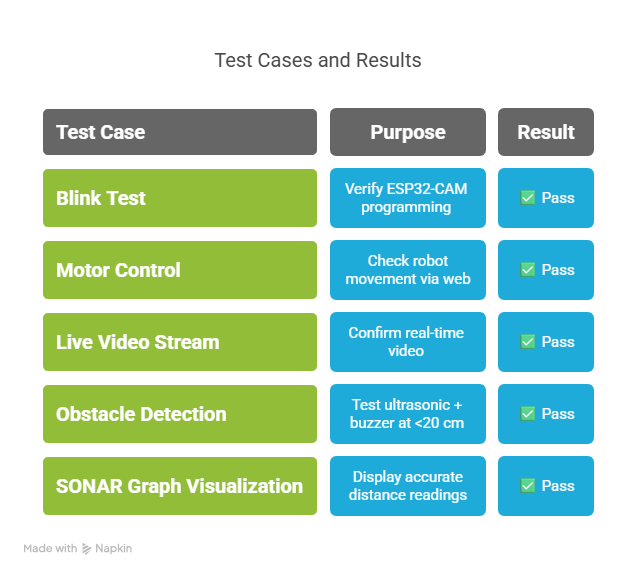 Test Cases and Results
Test Case
Purpose
Result
Blink Test
Verify ESP32-CAM
programming
✅ Pass
Motor Control
Check robot
movement via web
✅ Pass
Live Video Stream
Confirm real-time
video
✅ Pass
Obstacle Detection
Test ultrasonic +
buzzer at <20 cm
✅ Pass
SONAR Graph Visualization
Display accurate
distance readings
✅ Pass
Made with Napkin